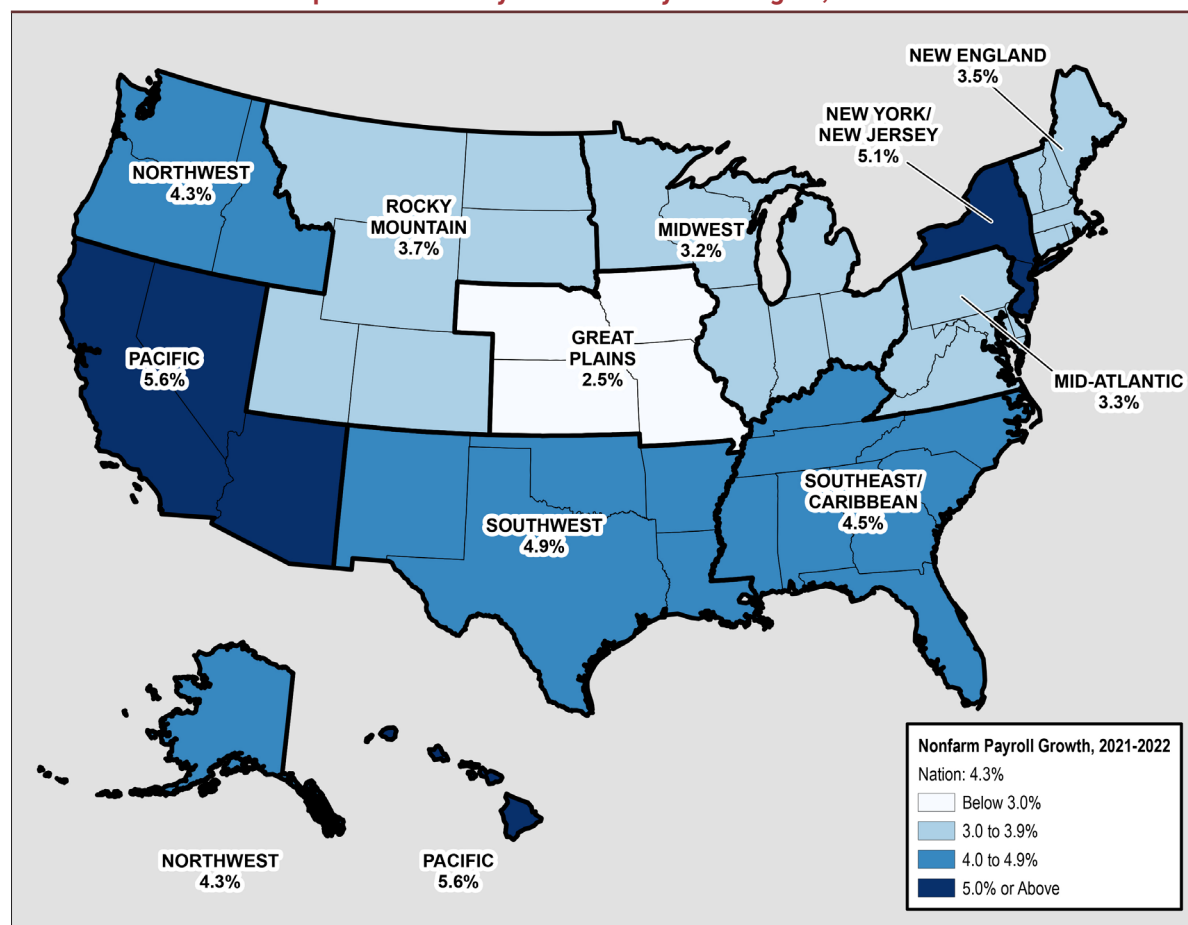 NEW ENGLAND
3.5%
NEW YORK/
NEW JERSEY
5.1%
NORTHWEST
4.3%
ROCKY
MOUNTAIN
3.7%
MIDWEST
3.2%
GREAT
PLAINS
2.5%
PACIFIC
5.6%
MID-ATLANTIC
3.3%
SOUTHEAST/
CARIBBEAN
4.5%
SOUTHWEST
4.9%
NORTHWEST
4.3%
PACIFIC
5.6%
Nonfarm Payroll Growth, 2021-2022
Nation: 4.3%
Below 3.0%
3.0 to 3.9%
4.0 to 4.9%
5.0% or Above